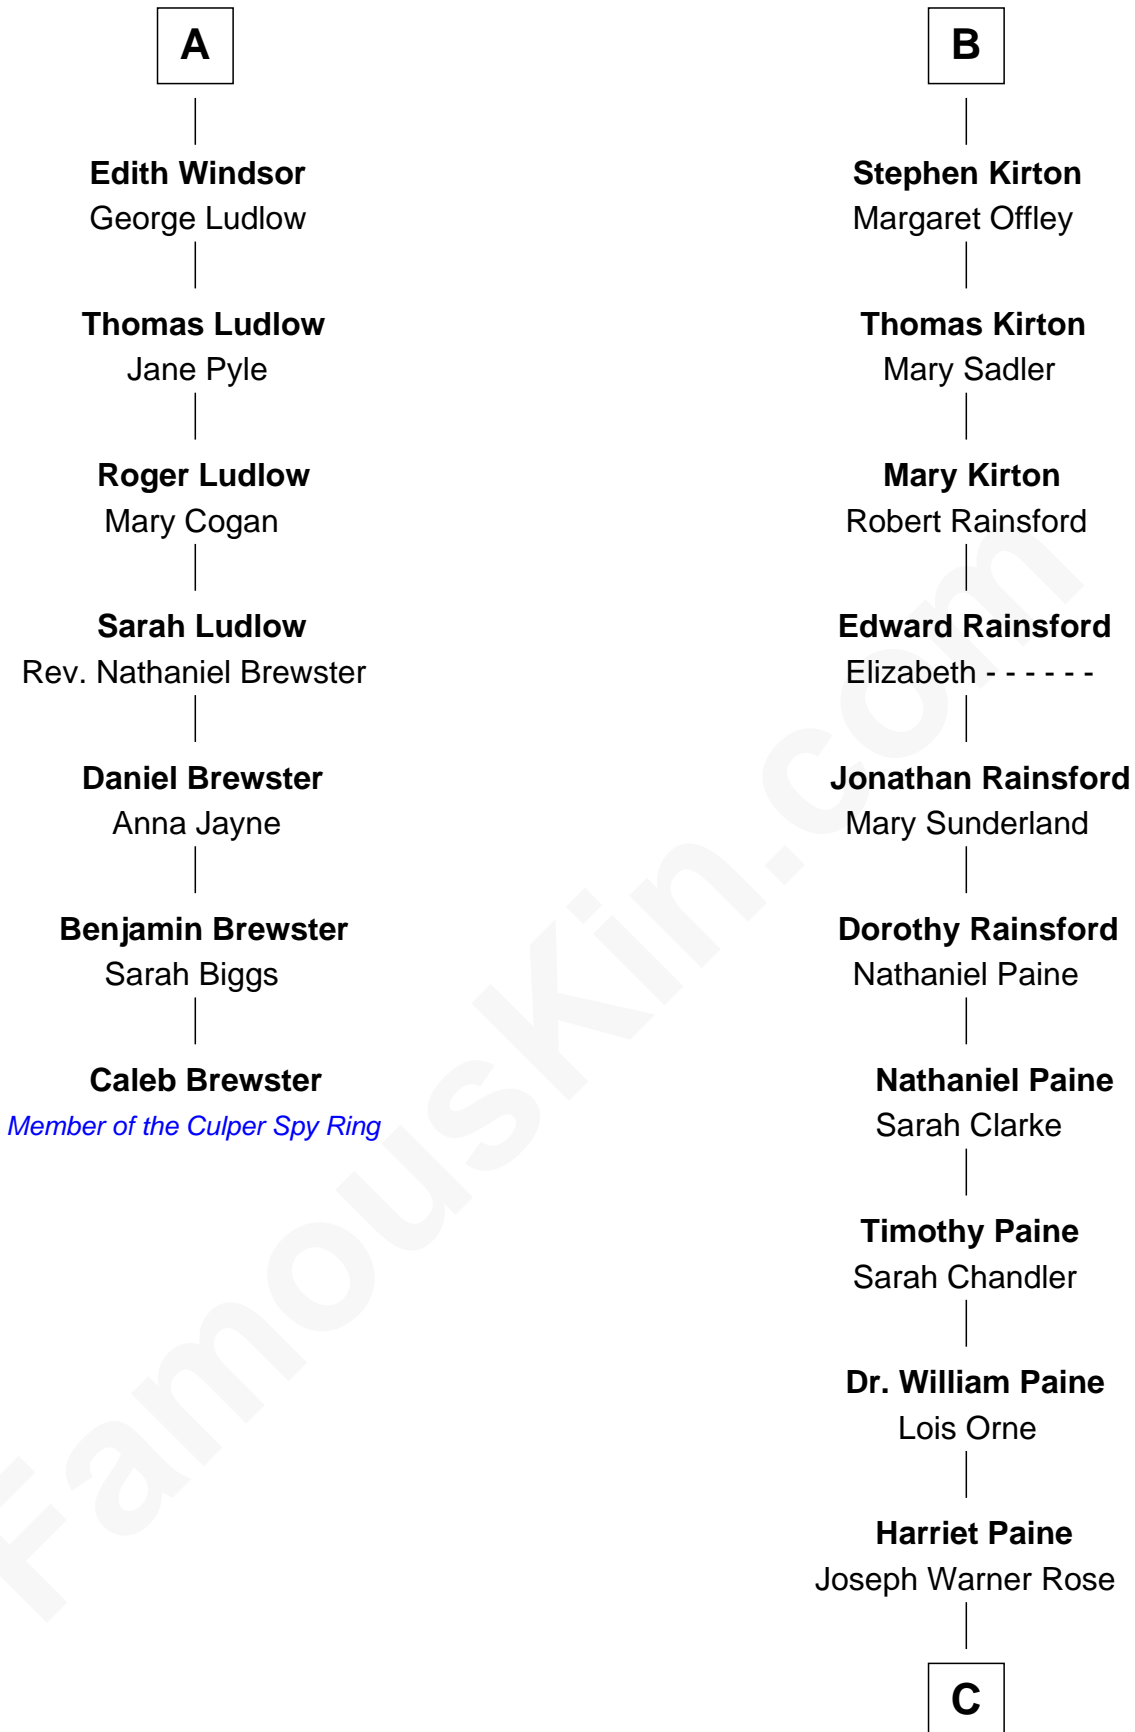 A
Edith Windsor
George Ludlow
Thomas Ludlow
Jane Pyle
Roger Ludlow
Mary Cogan
Sarah Ludlow
Rev. Nathaniel Brewster
Daniel Brewster
Anna Jayne
Benjamin Brewster
Sarah Biggs
Caleb Brewster
Member of the Culper Spy Ring
B
Stephen Kirton
Margaret Offley
Thomas Kirton
Mary Sadler
Mary Kirton
Robert Rainsford
Edward Rainsford
Elizabeth - - - - - -
Jonathan Rainsford
Mary Sunderland
Dorothy Rainsford
Nathaniel Paine
Nathaniel Paine
Sarah Clarke
Timothy Paine
Sarah Chandler
Dr. William Paine
Lois Orne
Harriet Paine
Joseph Warner Rose
C
FamousKin.com